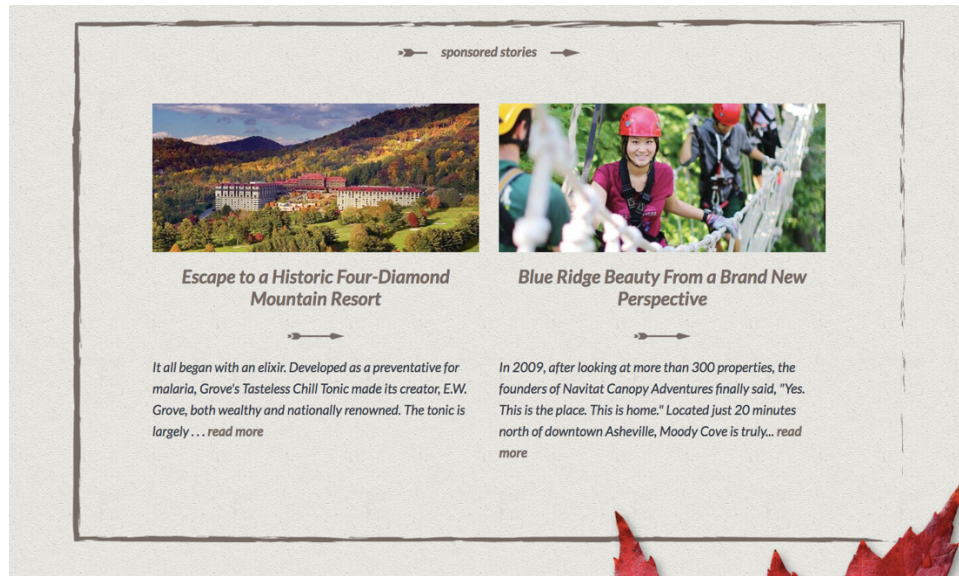 sponsored stories
Escape to a Historic Four-Diamond
Mountain Resort
It all began with an elixir. Developed as a preventative for
malaria, Grove's Tasteless Chill Tonic made its creator, E.W.
Grove, both wealthy and nationally renowned. The tonic is
largely . . . read more
Blue Ridge Beauty From a Brand New
Perspective
In 2009, after looking at more than 300 properties, the
founders of Navitat Canopy Adventures finally said, "Yes.
This is the place. This is home." Located just 20 minutes
north of downtown Asheville, Moody Cove is truly... read
more